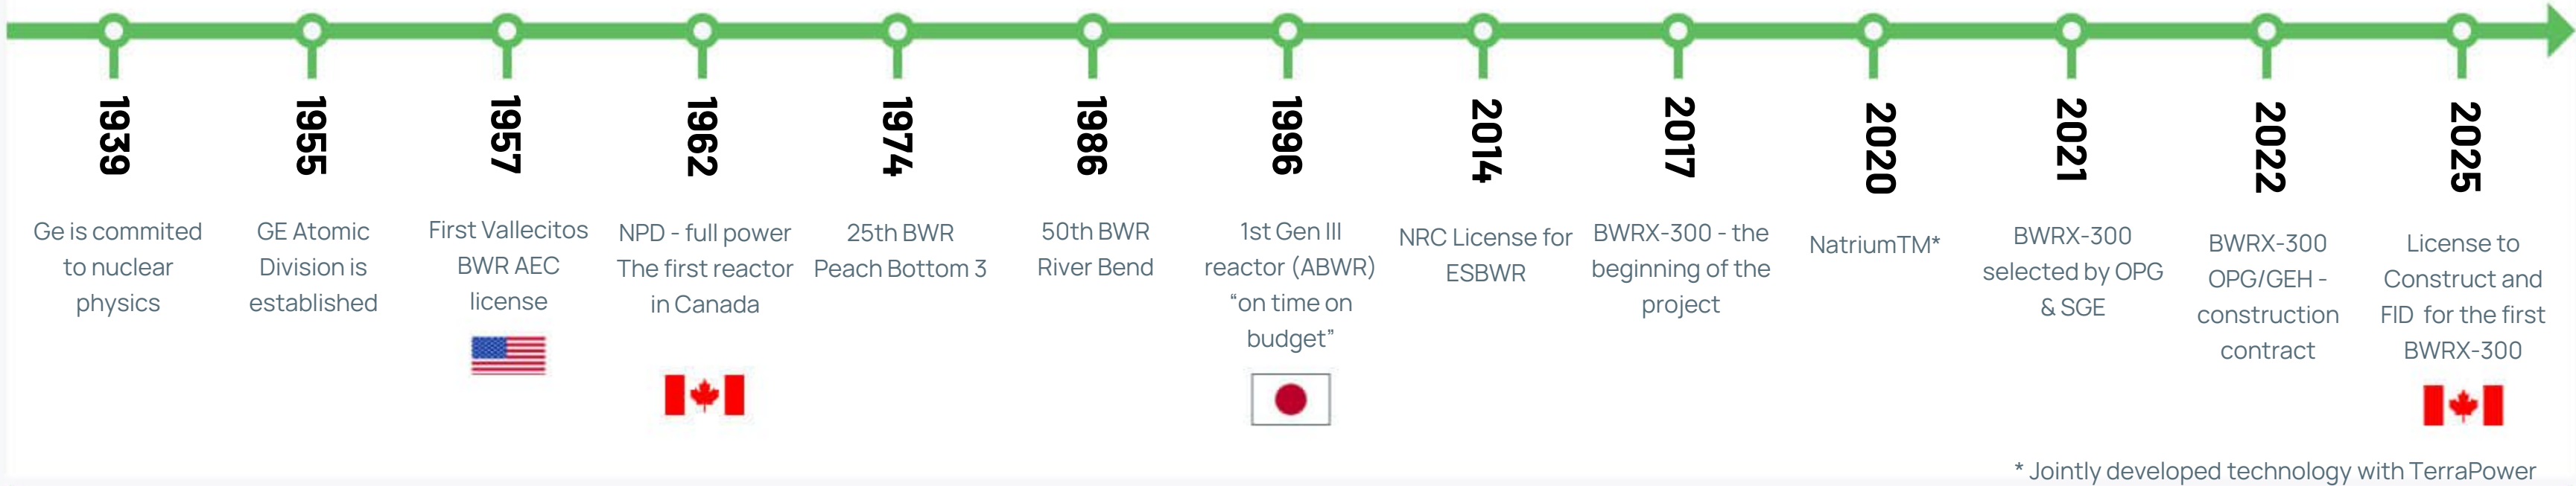 1939
Ge is commited
to nuclear
physics
1955
GE Atomic
Division is
established
1957
First Vallecitos
BWR AEC
license
1962
NPD - full power
The first reactor
in Canada
1974
25th BWR
Peach Bottom 3
1986
50th BWR
River Bend
1996
1st Gen III
reactor (ABWR)
“on time on
budget”
2014
NRC License for
ESBWR
2017
BWRX-300 - the
beginning of the
project
2020
NatriumTM*
2021
BWRX-300
selected by OPG
& SGE
2022
BWRX-300
OPG/GEH -
construction
contract
2025
License to
Construct and
FID for the first
BWRX-300
* Jointly developed technology with TerraPower